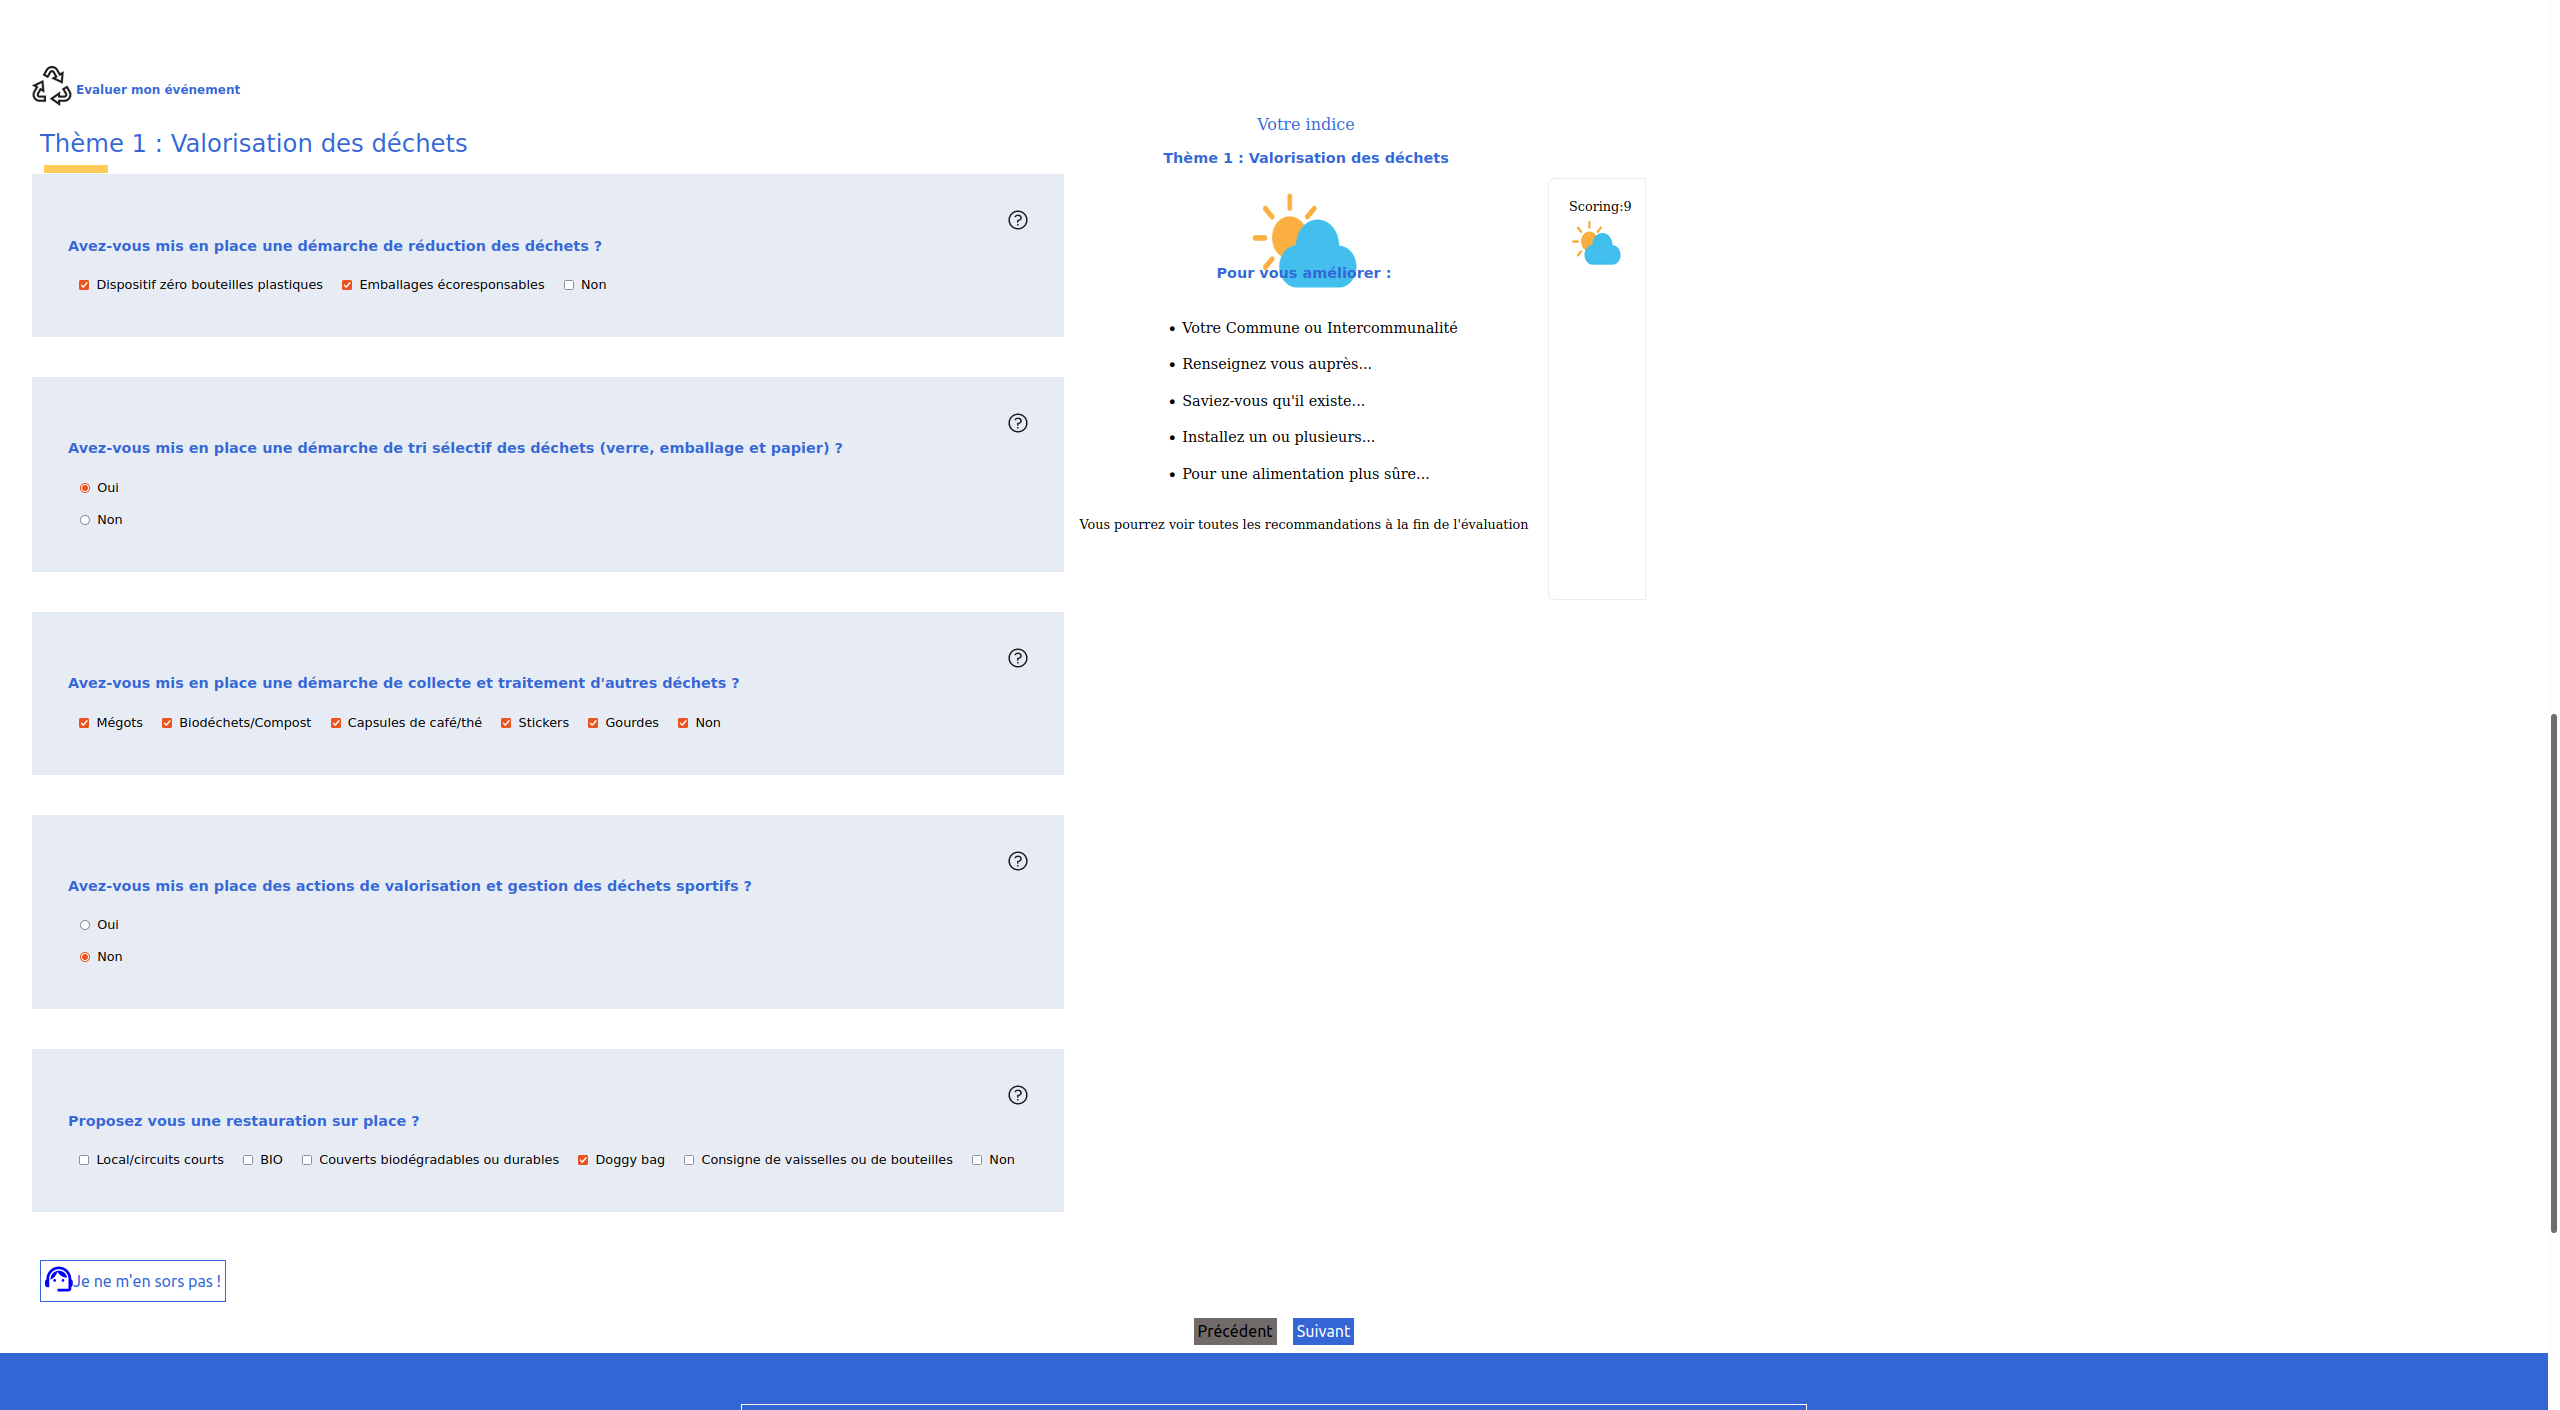 Evaluer mon événement
Thème 1 : Valorisation des déchets
Avez-vous mis en place une démarche de réduction des déchets ?
Dispositif zéro bouteilles plastiques Emballages écoresponsables Non
Avez-vous mis en place une démarche de tri sélectif des déchets (verre, emballage et papier) ?
Oui
Non
Avez-vous mis en place une démarche de collecte et traitement d'autres déchets ?
Mégots Biodéchets/Compost Capsules de café/thé Stickers Gourdes Non
Avez-vous mis en place des actions de valorisation et gestion des déchets sportifs ?
Oui
Non
Proposez vous une restauration sur place ?
Local/circuits courts BIO Couverts biodégradables ou durables Doggy bag Consigne de vaisselles ou de bouteilles Non
Je ne m'en sors pas !
Votre indice
Thème 1 : Valorisation des déchets
Pour vous améliorer :
• Votre Commune ou Intercommunalité
• Renseignez vous auprès...
• Saviez-vous qu'il existe...
• Installez un ou plusieurs...
• Pour une alimentation plus sûre...
Vous pourrez voir toutes les recommandations à la fin de l'évaluation
Scoring:9
Précédent Suivant